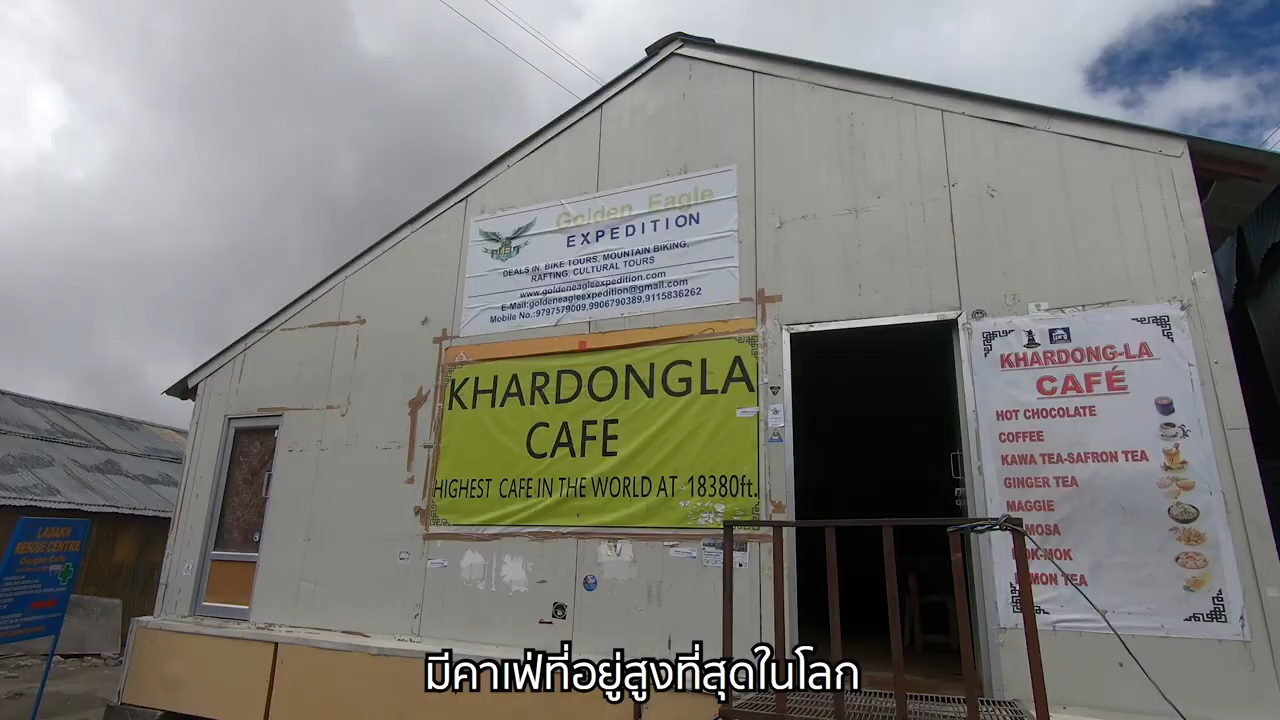 Golden Eagle
EXPEDITION
DEALS IN BIKE TOURS, MOUNTAIN BIKING,
RAFTING, CULTURAL TOURS
www.goldeneagleexpedition.com
E-Mail:goldeneagleexpedition@gmail.com
Mobile No.:9797579009,9906790389,9115836262
KHARDONGLA
CAFE
HIGHEST CAFE IN THE WORLD AT 18380ft.
KHARDONG-LA
CAFÉ
HOT CHOCOLATE
COFFEE
KAWA TEA-SAFRON TEA
GINGER TEA
MAGGIE
MOSA
OK-MOK
EMON TEA
LADAKH
RESCUE CENTRE
Oxygen Cafe
มีคาเฟ่ที่อยู่สูงที่สุดในโลก